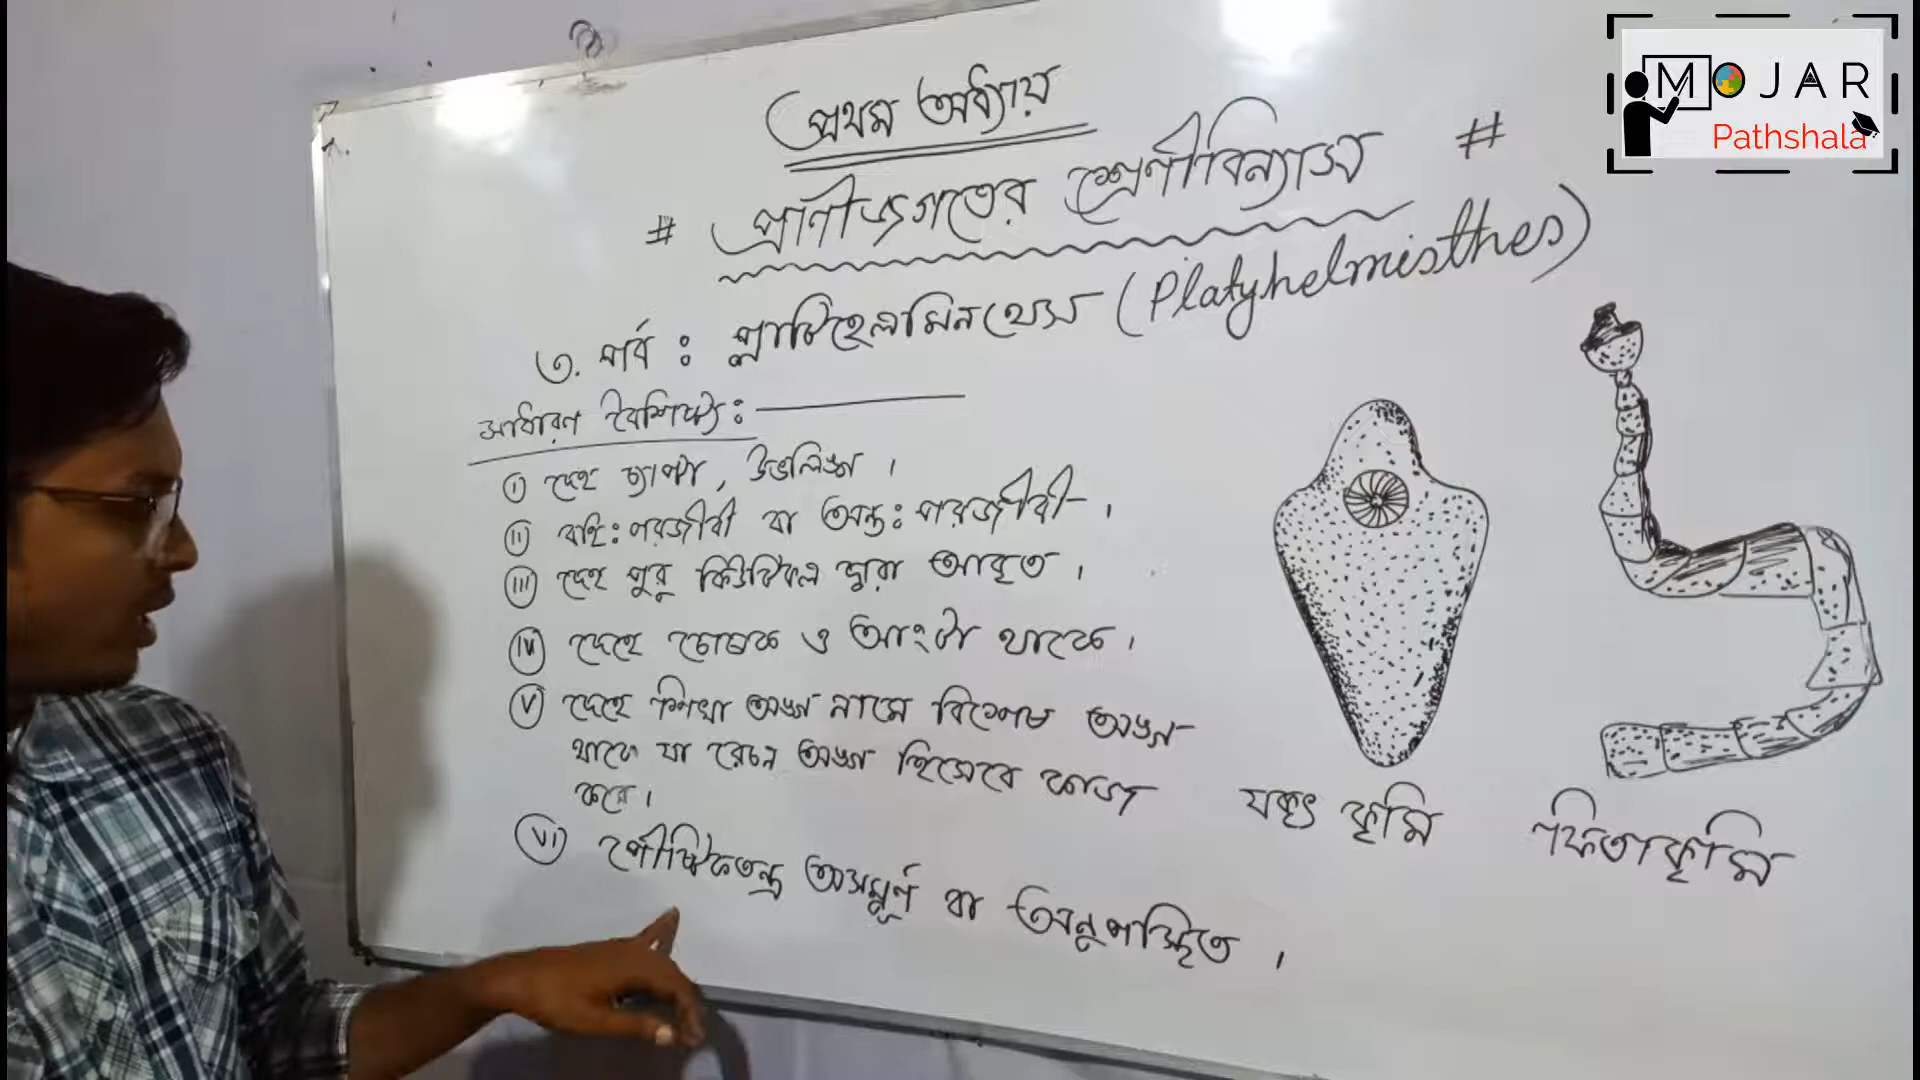 MOJAR
Pathshala
প্রথম অধ্যায়
# প্রাণীজগতের শ্রেণীবিন্যাস #
৩. পর্ব : প্লাটিহেলমিনথেস (Platyhelmisthes)
সাধারণ বৈশিষ্ট্য :
i দেহ চ্যাপ্টা, উভলিঙ্গ ।
ii বহি: পরজীবী বা অন্ত: পরজীবী ।
iii দেহ পুরু কিউটিকল দ্বারা আবৃত ।
iv দেহে চোষক ও আংটা থাকে ।
v দেহে শিখা অঙ্গ নামে বিশেষ অঙ্গ
থাকে যা রেচন অঙ্গ হিসেবে কাজ
করে ।
vi পৌষ্টিকতন্ত্র অসম্পূর্ণ বা অনুপস্থিত ।
যকৃৎ কৃমি
ফিতাকৃমি